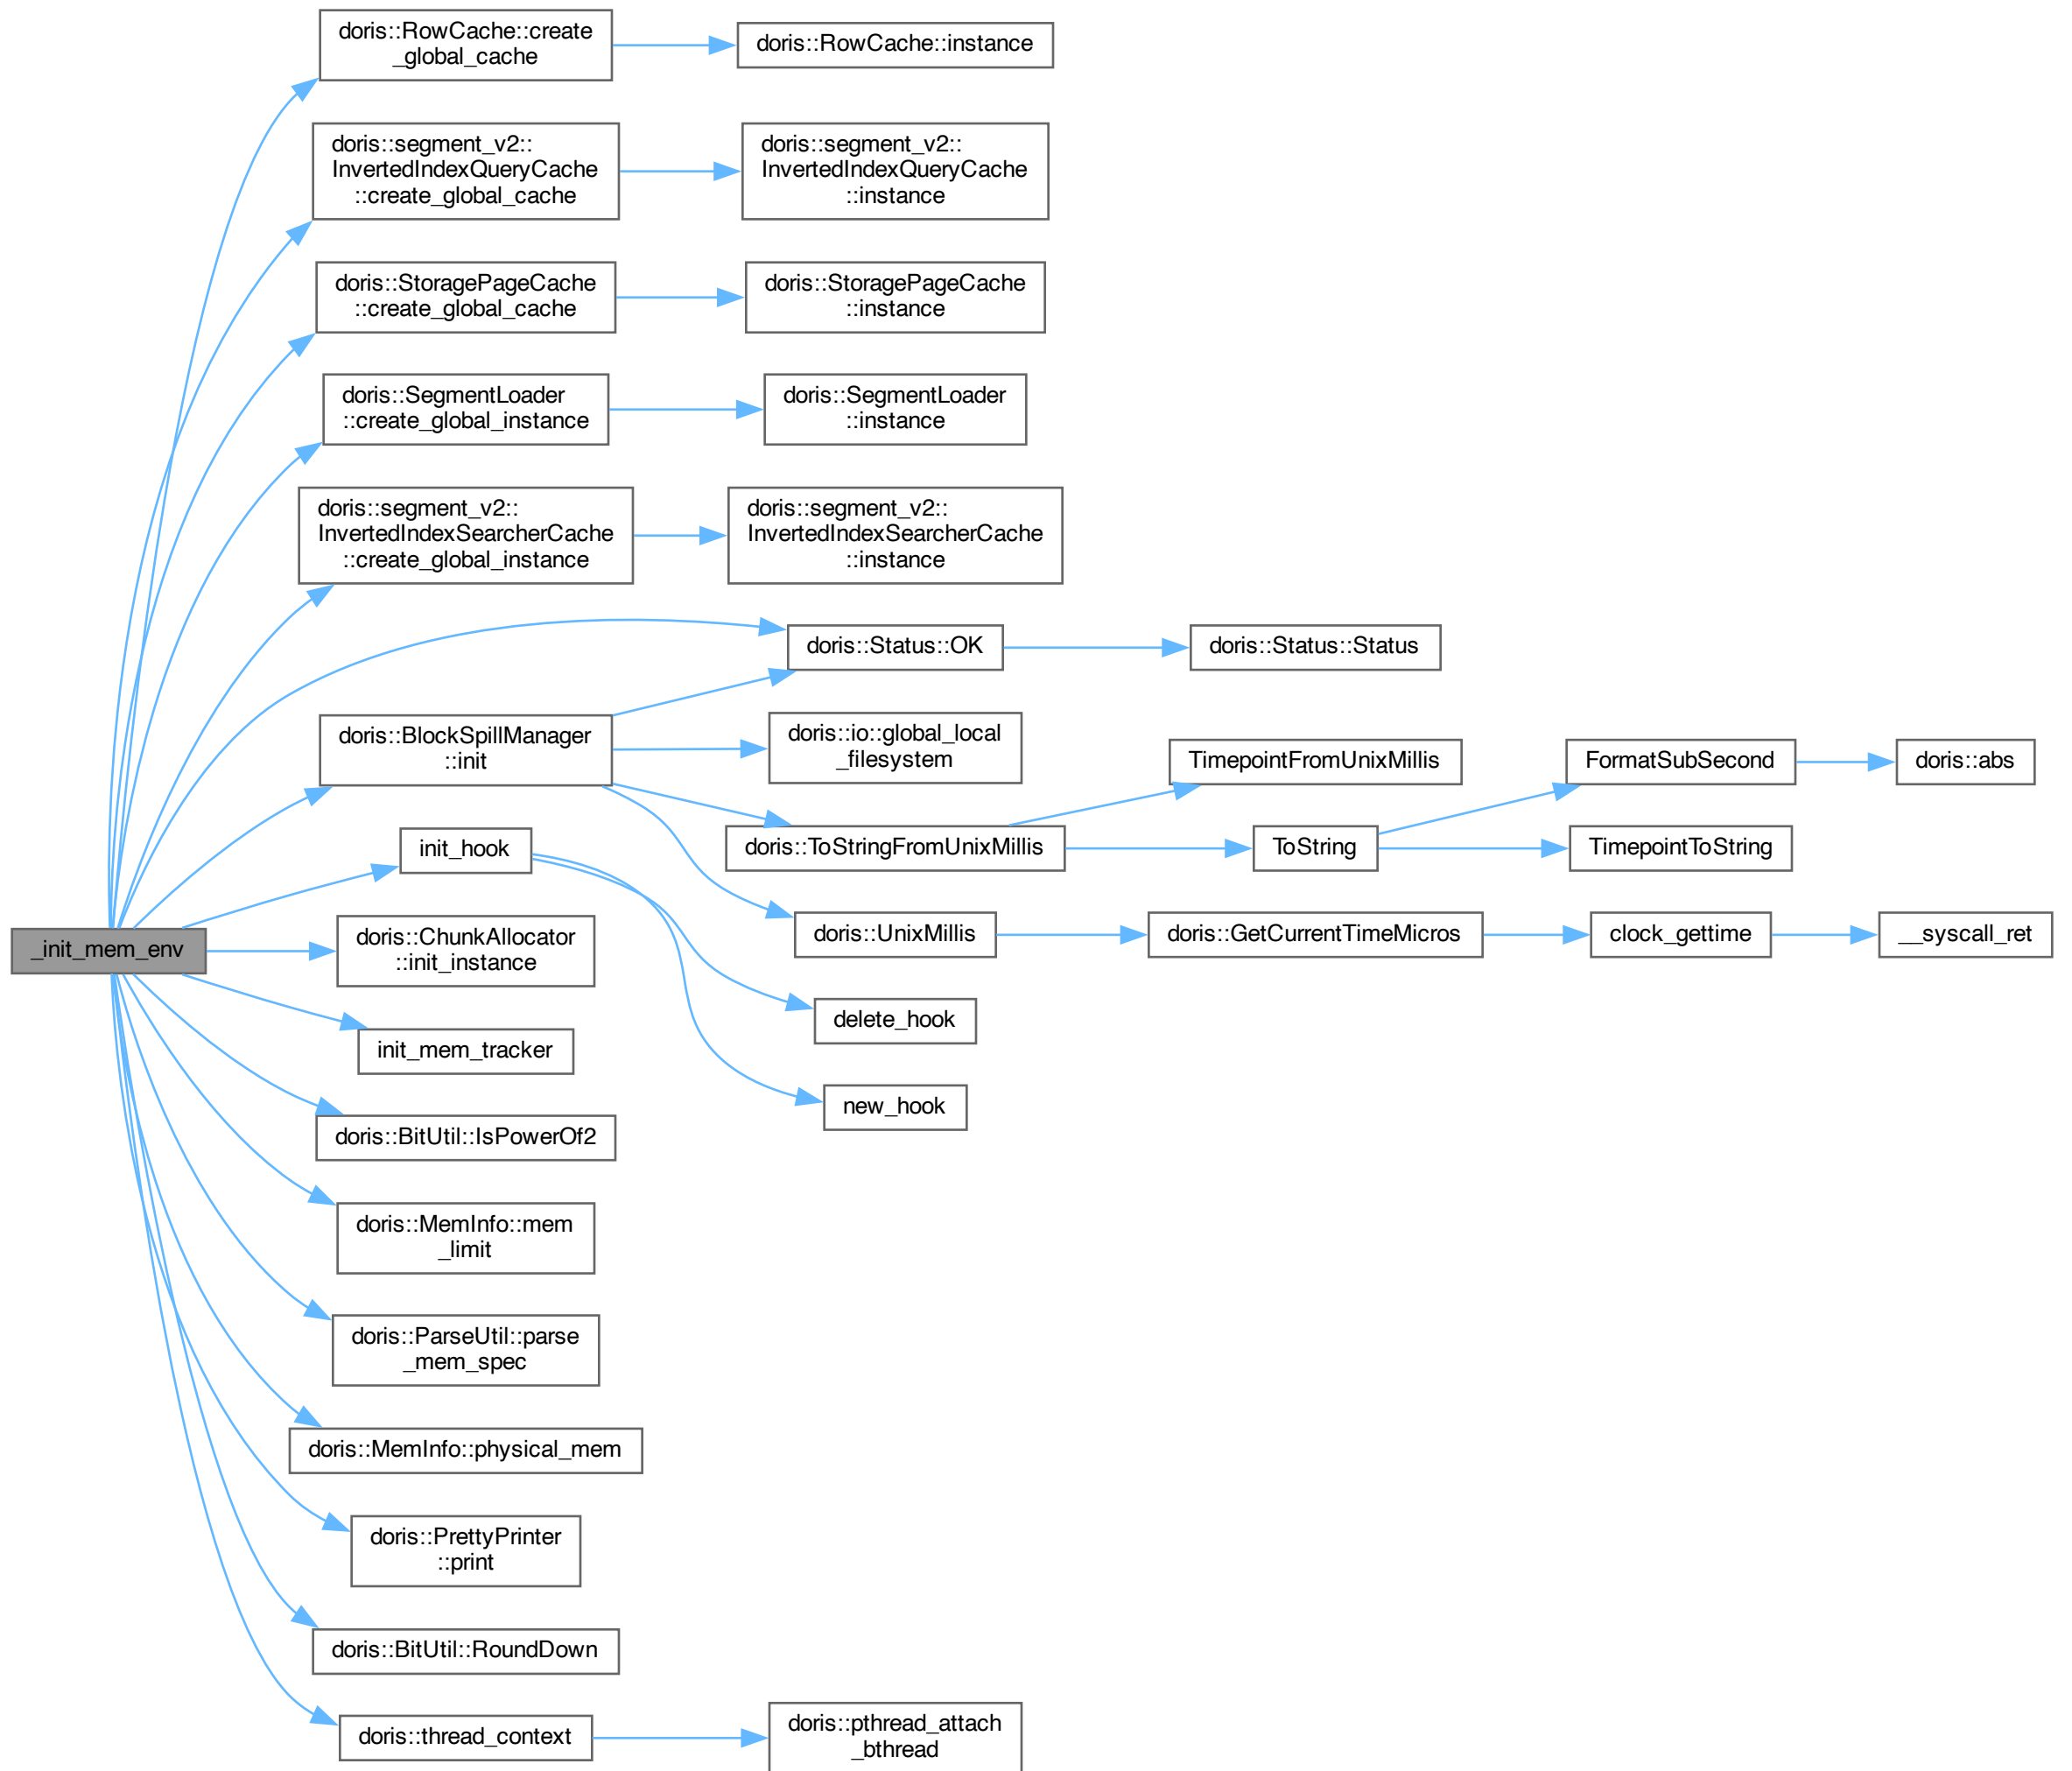 doris::RowCache::create
_global_cache
doris::RowCache::instance
doris::segment_v2::
InvertedIndexQueryCache
::create_global_cache
doris::segment_v2::
InvertedIndexQueryCache
::instance
doris::StoragePageCache
::create_global_cache
doris::StoragePageCache
::instance
doris::SegmentLoader
::create_global_instance
doris::SegmentLoader
::instance
doris::segment_v2::
InvertedIndexSearcherCache
::create_global_instance
doris::segment_v2::
InvertedIndexSearcherCache
::instance
doris::Status::OK
doris::Status::Status
doris::BlockSpillManager
::init
doris::io::global_local
_filesystem
TimepointFromUnixMillis
FormatSubSecond
doris::abs
init_hook
doris::ToStringFromUnixMillis
ToString
TimepointToString
_init_mem_env
doris::ChunkAllocator
::init_instance
doris::UnixMillis
doris::GetCurrentTimeMicros
clock_gettime
__syscall_ret
delete_hook
init_mem_tracker
new_hook
doris::BitUtil::IsPowerOf2
doris::MemInfo::mem
_limit
doris::ParseUtil::parse
_mem_spec
doris::MemInfo::physical_mem
doris::PrettyPrinter
::print
doris::BitUtil::RoundDown
doris::thread_context
doris::pthread_attach
_bthread